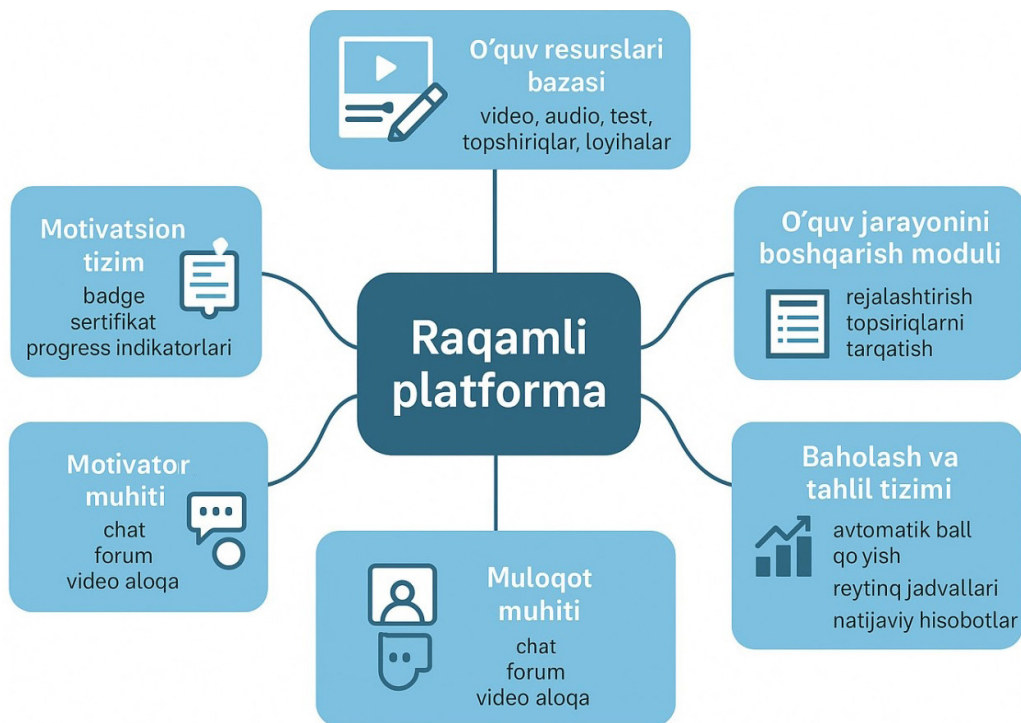 O'quv resurslari
bazasi
video, audio, test,
topshiriqlar, loyihalar
Motivatsion
tizim
badge
sertifikat
progress indikatorlari
O'quv jarayonini
boshqarish moduli
rejalashtirish
topsiriqlarni
tarqatish
Raqamli
platforma
Motivator
muhiti
chat
forum
video aloqa
Muloqot
muhiti
chat
forum
video aloqa
Baholash va
tahlil tizimi
avtomatik ball
qo yish
reytinq jadvallari
natijaviy hisobotlar